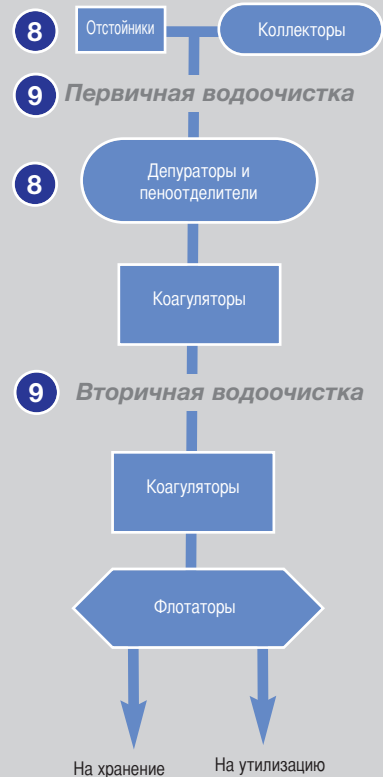 8 Отстойники Коллекторы
9 Первичная водоочистка
8 Депураторы и
пеноотделители
Коагуляторы
9 Вторичная водоочистка
Коагуляторы
Флотаторы
На хранение На утилизацию